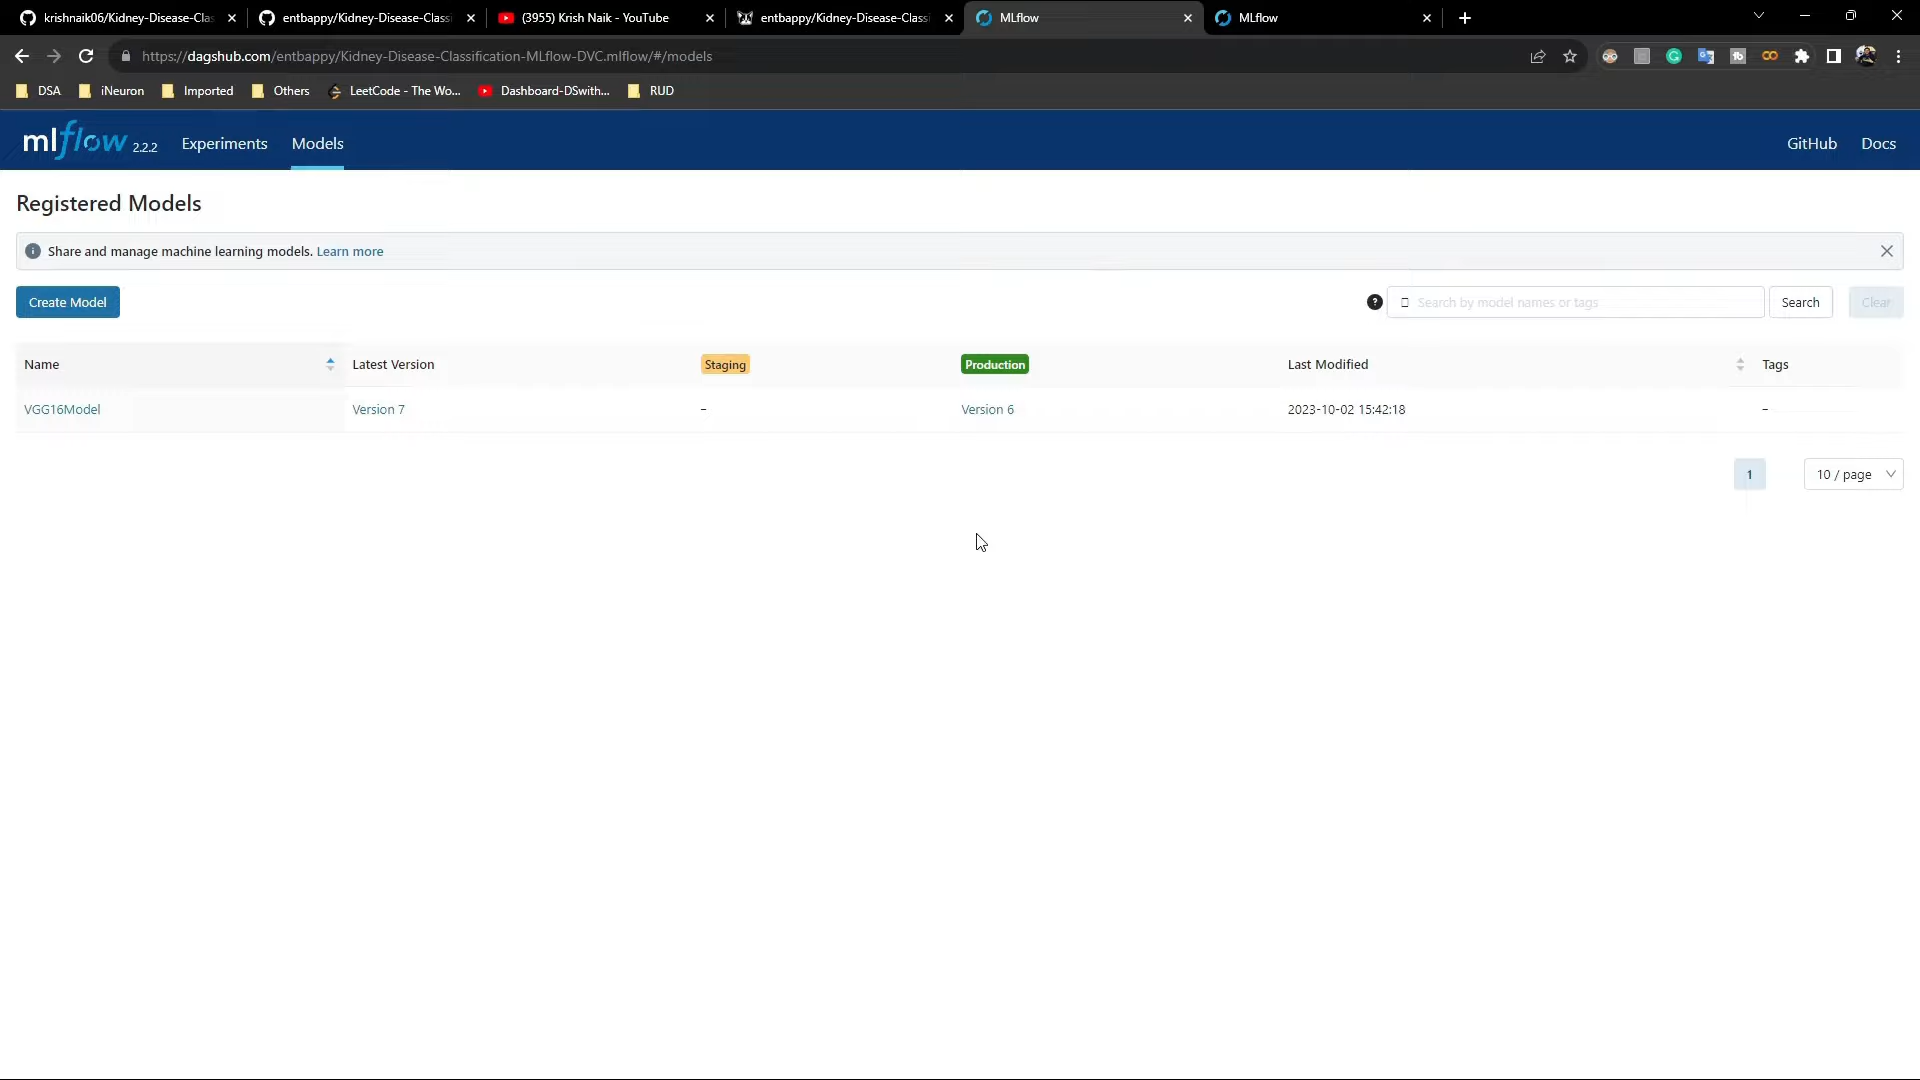 krishnaik06/Kidney-Disease-Clas
entbappy/Kidney-Disease-Classi
(3955) Krish Naik - YouTube
entbappy/Kidney-Disease-Classi
MLflow
MLflow
https://dagshub.com/entbappy/Kidney-Disease-Classification-MLflow-DVC.mlflow/#/models
DSA
iNeuron
Imported
Others
LeetCode - The Wo...
Dashboard-DSwith...
RUD
mlflow 2.2.2
Experiments
Models
GitHub
Docs
Registered Models
Share and manage machine learning models. Learn more
Create Model
Search by model names or tags
Search
Clear
Name
Latest Version
Staging
Production
Last Modified
Tags
VGG16Model
Version 7
–
Version 6
2023-10-02 15:42:18
–
1
10 / page